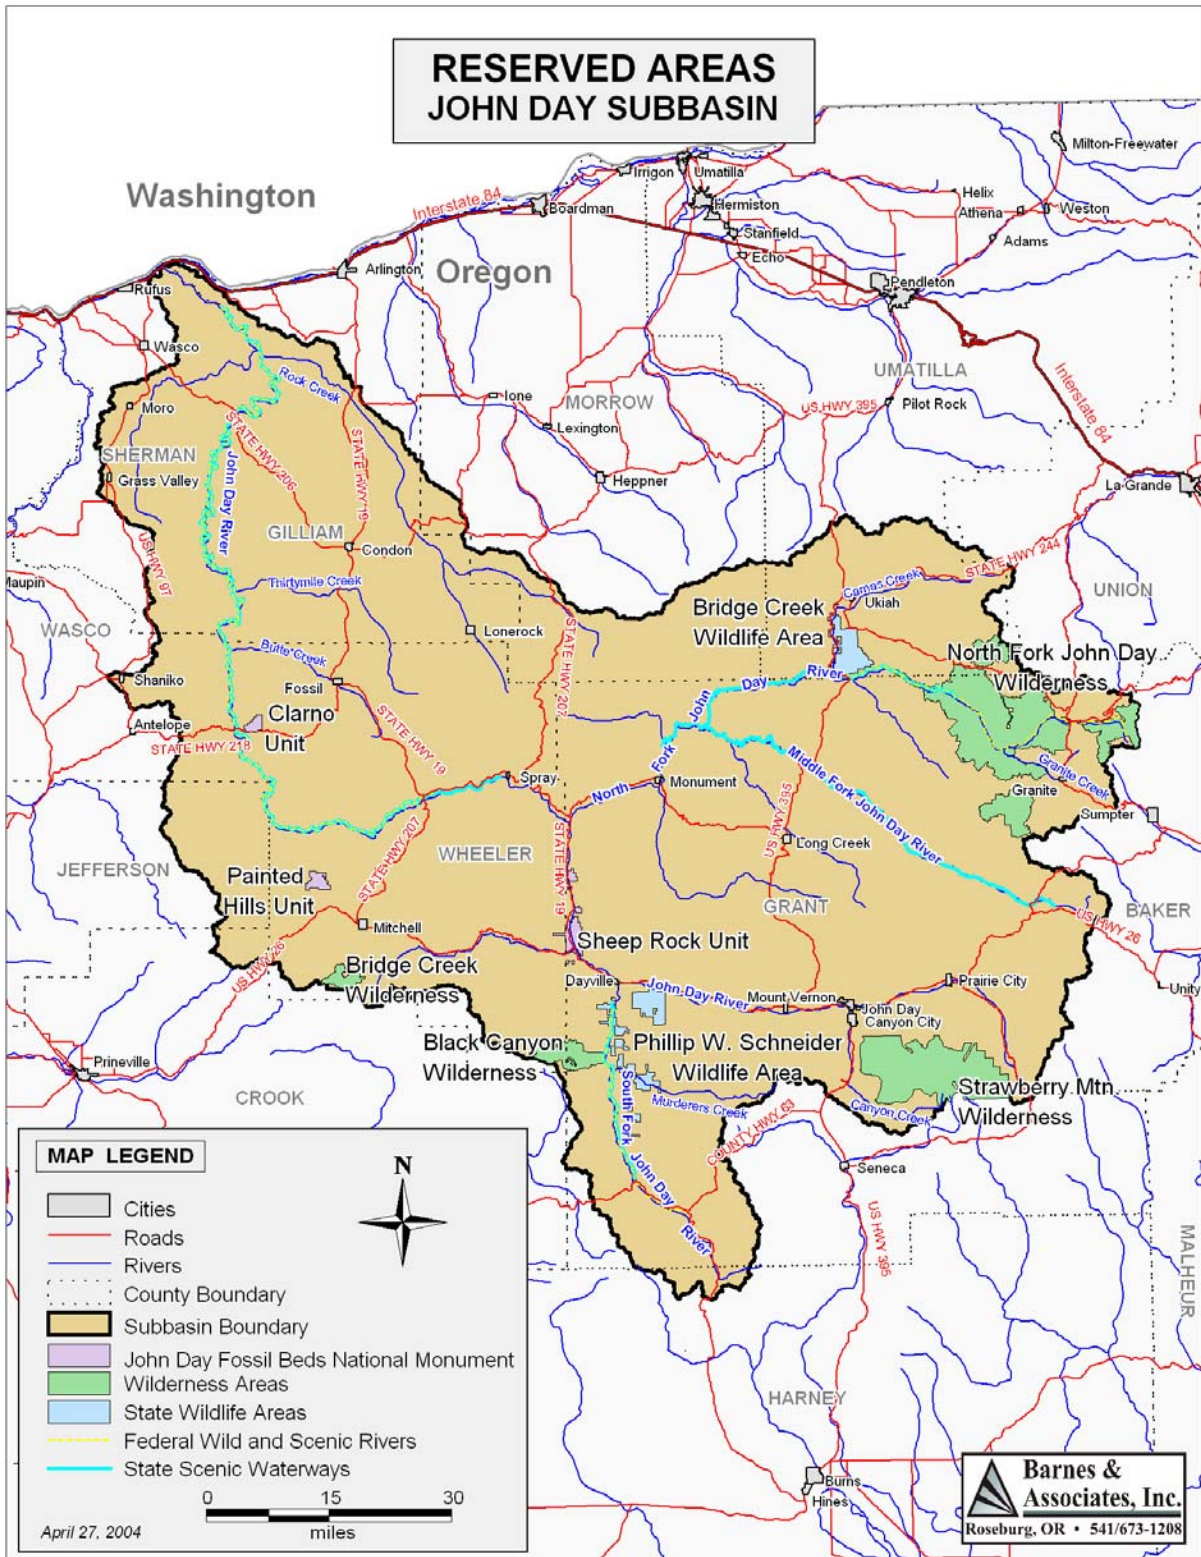 RESERVED AREAS
JOHN DAY SUBBASIN
Washington
Oregon
Interstate 84
Milton-Freewater
Irrigon
Umatilla
Boardman
Hermiston
Helix
Athena
Weston
Stanfield
Adams
Echo
Arlington
Rufus
Pendleton
Wasco
Rock Creek
UMATILLA
Interstate 84
Ione
MORROW
US HWY 395
Pilot Rock
Moro
STATE HWY 206
STATE HWY 19
Lexington
SHERMAN
John Day River
Grass Valley
Heppner
La Grande
GILLIAM
Condon
US HWY 97
STATE HWY 244
Maupin
Thirtymile Creek
Camas Creek
Ukiah
UNION
Bridge Creek
Wildlife Area
WASCO
Lonerock
STATE HWY 207
Butte Creek
North Fork John Day
Wilderness
Shaniko
Fossil
John Day River
Clarno
Unit
Antelope
STATE HWY 218
STATE HWY 19
Fork
Middle Fork John Day River
Granite Creek
Spray
North
Monument
Granite
Sumpter
US HWY 395
Long Creek
STATE HWY 207
WHEELER
STATE HWY 19
JEFFERSON
Painted
Hills Unit
GRANT
BAKER
US HWY 26
Mitchell
Sheep Rock Unit
US HWY 26
Bridge Creek
Wilderness
Dayville
John Day River
Mount Vernon
Prairie City
Unity
John Day
Canyon City
Black Canyon
Wilderness
Phillip W. Schneider
Wildlife Area
Prineville
South Fork
Murderers Creek
Strawberry Mtn.
Wilderness
CROOK
COUNTY HWY 63
Canyon Creek
John Day
River
Seneca
US HWY 395
MALHEUR
HARNEY
Burns
Hines
MAP LEGEND
N
Cities
Roads
Rivers
County Boundary
Subbasin Boundary
John Day Fossil Beds National Monument
Wilderness Areas
State Wildlife Areas
Federal Wild and Scenic Rivers
State Scenic Waterways
0 15 30
miles
April 27, 2004
Barnes &
Associates, Inc.
Roseburg, OR • 541/673-1208